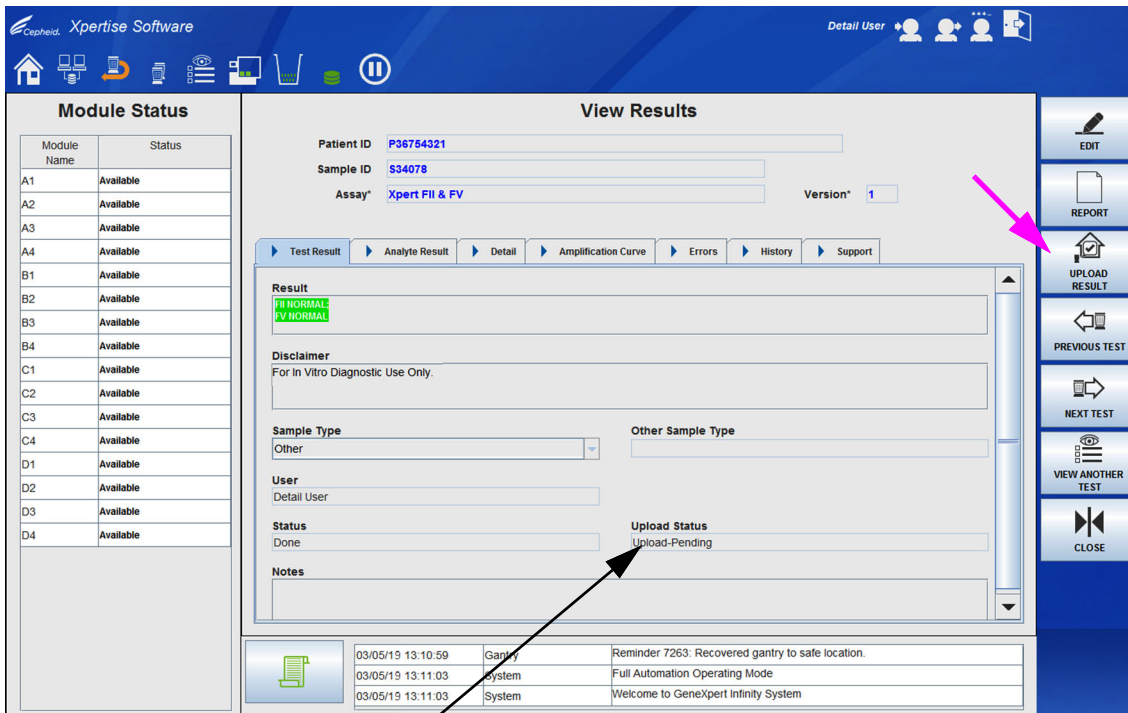 Cepheid. Xpertise Software
Detail User
Module Status
Module Name
Status
A1 Available
A2 Available
A3 Available
A4 Available
B1 Available
B2 Available
B3 Available
B4 Available
C1 Available
C2 Available
C3 Available
C4 Available
D1 Available
D2 Available
D3 Available
D4 Available
View Results
Patient ID P36754321
Sample ID S34078
Assay* Xpert FII & FV Version* 1
Test Result Analyte Result Detail Amplification Curve Errors History Support
Result
FII NORMAL;
FV NORMAL
Disclaimer
For In Vitro Diagnostic Use Only.
Sample Type Other Sample Type
Other
User
Detail User
Status Upload Status
Done Upload-Pending
Notes
03/05/19 13:10:59 Gantry Reminder 7263: Recovered gantry to safe location.
03/05/19 13:11:03 System Full Automation Operating Mode
03/05/19 13:11:03 System Welcome to GeneXpert Infinity System
EDIT
REPORT
UPLOAD
RESULT
PREVIOUS TEST
NEXT TEST
VIEW ANOTHER
TEST
CLOSE